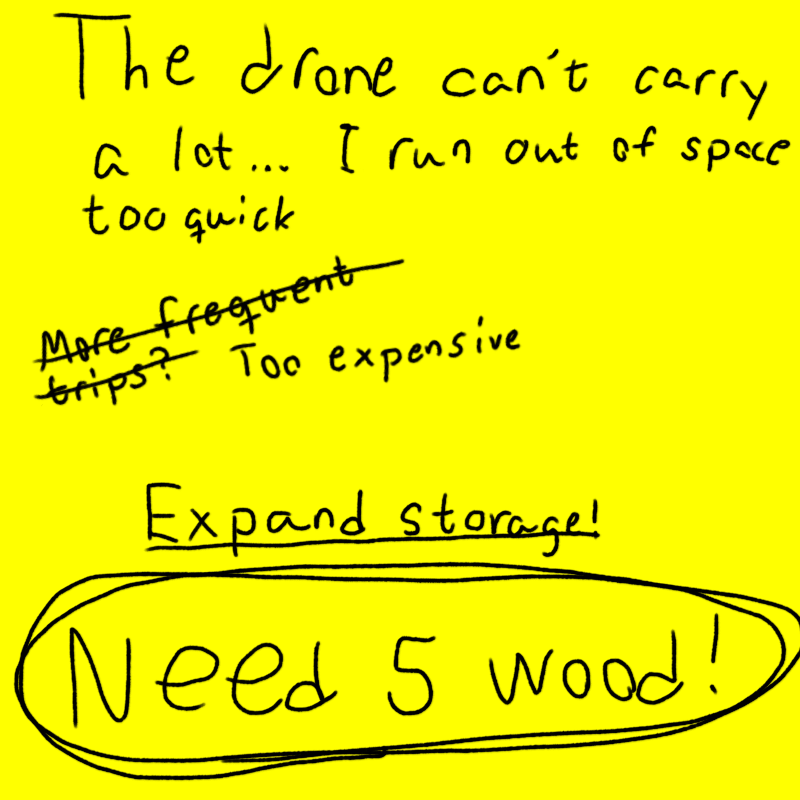 The drone can't carry
a lot... I run out of space
too quick
More frequent
trips? Too expensive
Expand storage!
Need 5 wood!